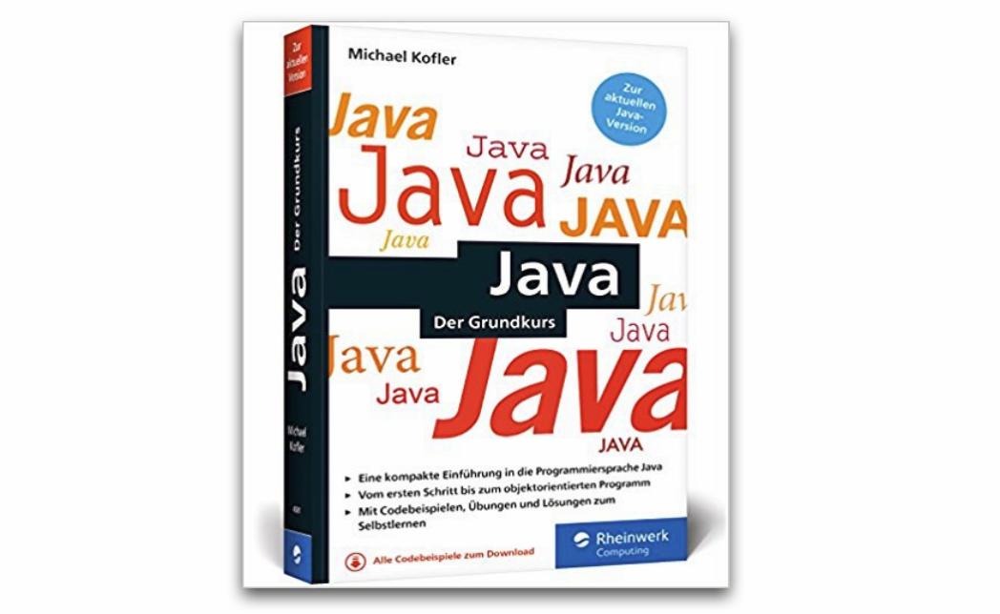 Zur
aktuellen
Version
Java Der Grundkurs
Michael
Kofler
Michael Kofler
Zur
aktuellen
Java-
Version
Java
Java
Java
Java
JAVA
Java
Java
Der Grundkurs
Jav
Java
Java
Java
Java
JAVA
▸ Eine kompakte Einführung in die Programmiersprache Java
▸ Vom ersten Schritt bis zum objektorientierten Programm
▸ Mit Codebeispielen, Übungen und Lösungen zum
Selbstlernen
Alle Codebeispiele zum Download
Rheinwerk
Computing